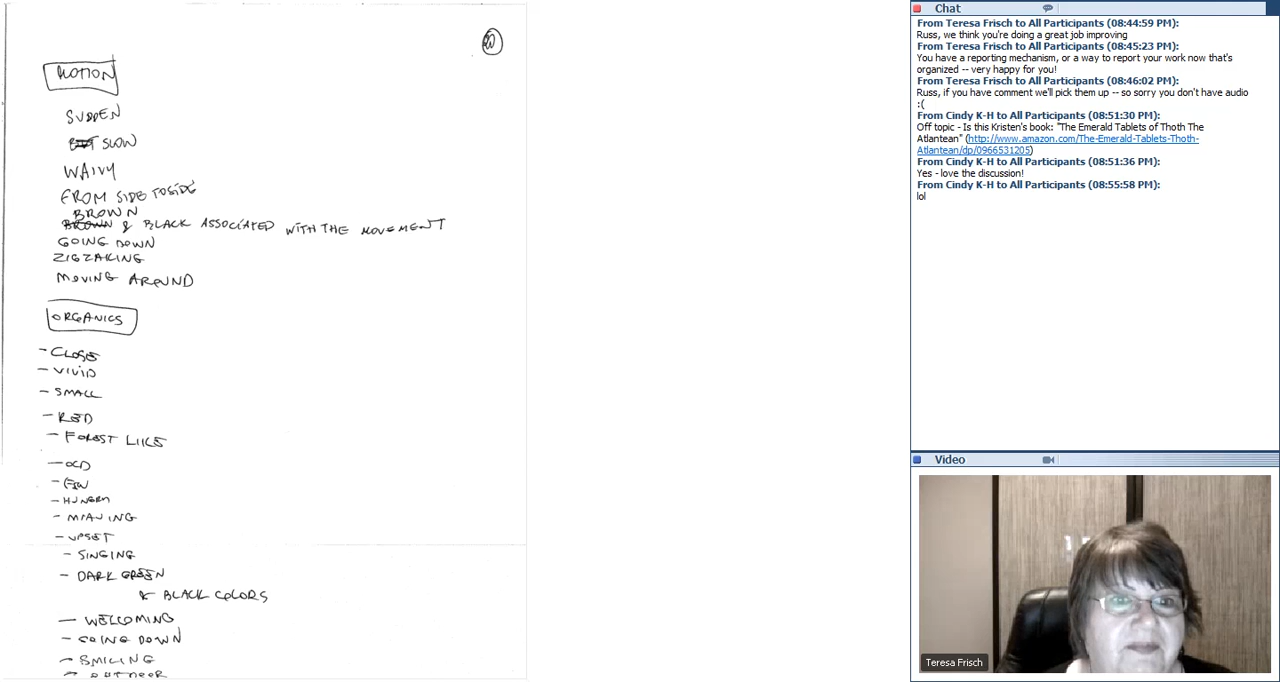 20
MOTION
SUDDEN
SLOW
WAIVY
FROM SIDE TO SIDE
BROWN
BROWN & BLACK ASSOCIATED WITH THE MOVEMENT
GOING DOWN
ZIGZAKING
MOVING AROUND
ORGANICS
- CLOSE
- VIVID
- SMALL
- RED
- FOREST LIKE
- OLD
- FEW
- HUNGRY
- MIAUING
- UPSET
- SINGING
- DARK GREEN
& BLACK COLORS
- WELCOMING
- GOING DOWN
- SMILING
- OUTDOOR
Chat
From Teresa Frisch to All Participants (08:44:59 PM):
Russ, we think you're doing a great job improving
From Teresa Frisch to All Participants (08:45:23 PM):
You have a reporting mechanism, or a way to report your work now that's
organized -- very happy for you!
From Teresa Frisch to All Participants (08:46:02 PM):
Russ, if you have comment we'll pick them up -- so sorry you don't have audio
:(
From Cindy K-H to All Participants (08:51:30 PM):
Off topic - Is this Kristen's book: "The Emerald Tablets of Thoth The
Atlantean" (http://www.amazon.com/The-Emerald-Tablets-Thoth-
Atlantean/dp/0966531205)
From Cindy K-H to All Participants (08:51:36 PM):
Yes - love the discussion!
From Cindy K-H to All Participants (08:55:58 PM):
lol
Video
Teresa Frisch